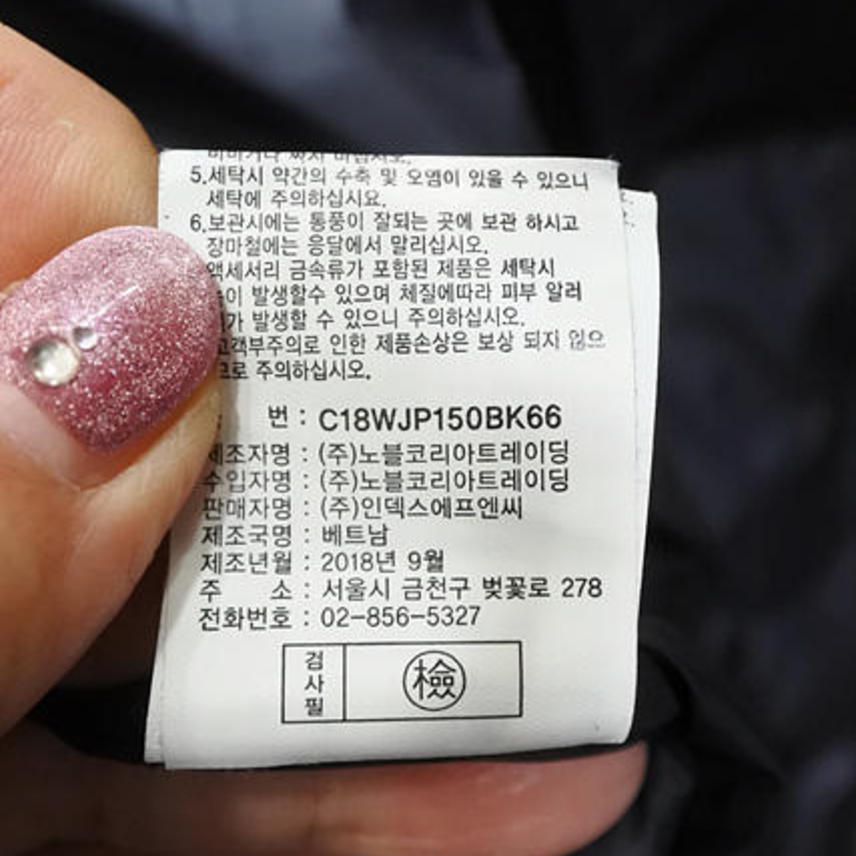 5.세탁시 약간의 수축 및 오염이 있을 수 있으니
세탁에 주의하십시요.
6.보관시에는 통풍이 잘되는 곳에 보관 하시고
장마철에는 응달에서 말리십시오.
액세서리 금속류가 포함된 제품은 세탁시
발생할수 있으며 체질에따라 피부 알러
가 발생할 수 있으니 주의하십시오.
고객부주의로 인한 제품손상은 보상 되지 않으
므로 주의하십시오.
번 : C18WJP150BK66
제조자명 : (주)노블코리아트레이딩
수입자명 : (주)노블코리아트레이딩
판매자명 : (주)인덱스에프엔씨
제조국명 : 베트남
제조년월 : 2018년 9월
주 소 : 서울시 금천구 벚꽃로 278
전화번호 : 02-856-5327
검사필 檢